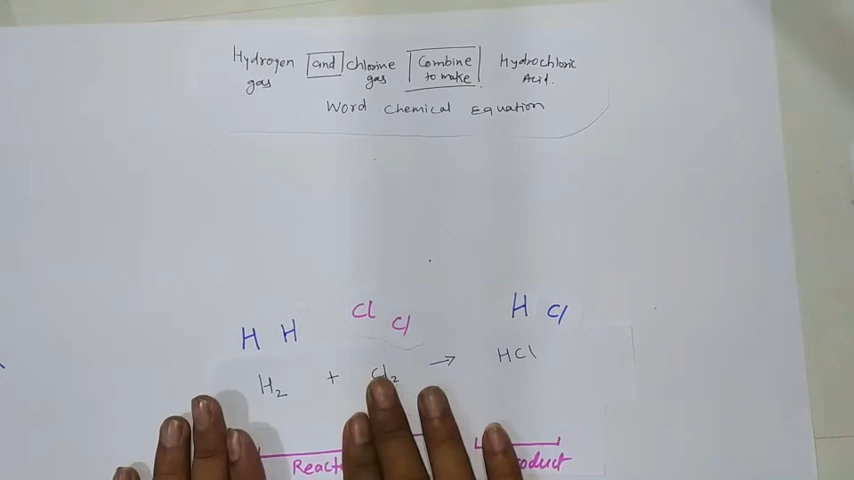 Hydrogen gas and chlorine gas Combine to make Hydrochloric Acid.
Word Chemical Equation
H H Cl Cl H Cl
H₂ + Cl₂ → HCl